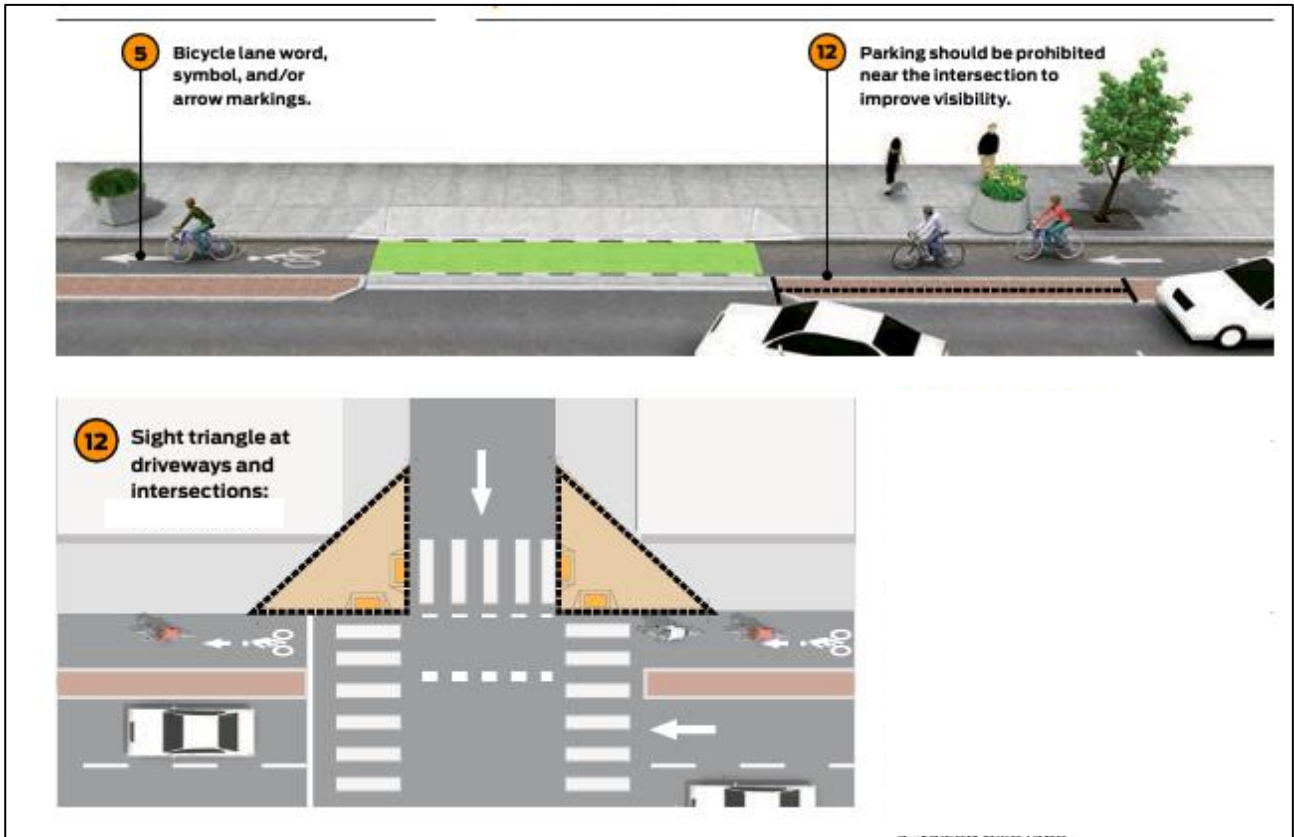 5
Bicycle lane word,
symbol, and/or
arrow markings.
12
Parking should be prohibited
near the intersection to
improve visibility.
12
Sight triangle at
driveways and
intersections: